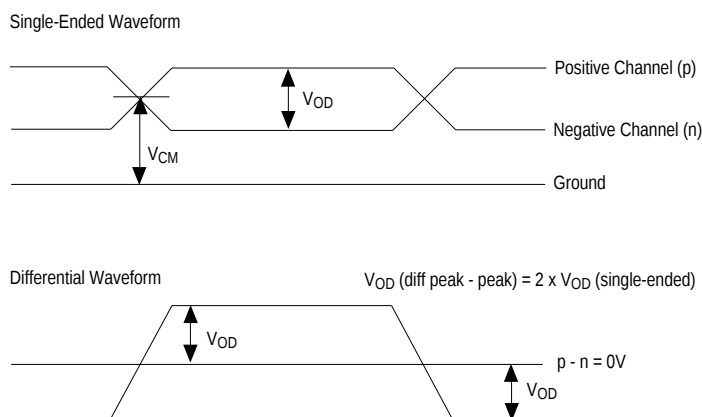 Single-Ended Waveform
Positive Channel (p)
VOD
Negative Channel (n)
VCM
Ground
Differential Waveform
VOD (diff peak - peak) = 2 x VOD (single-ended)
VOD
p - n = 0V
VOD